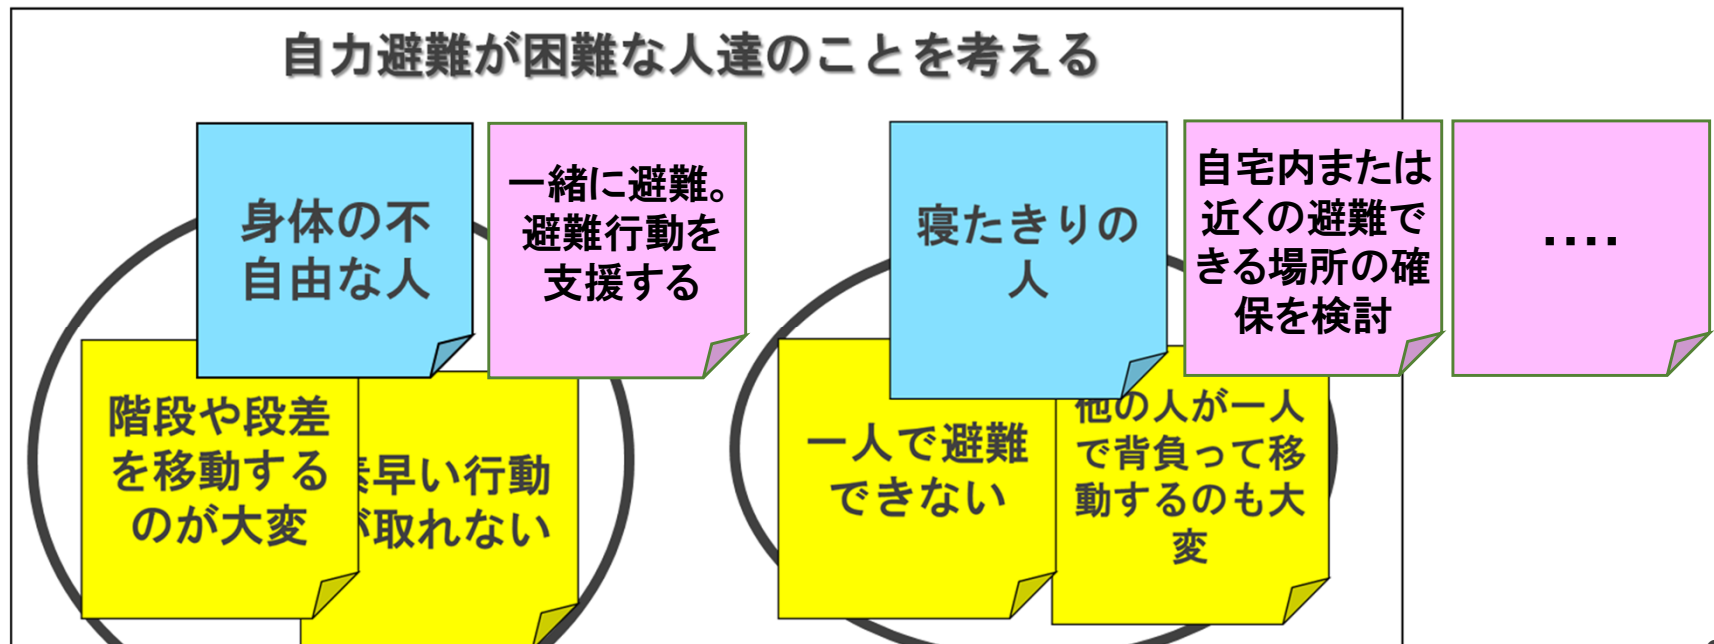 自力避難が困難な人達のことを考える
身体の不
自由な人
一緒に避難。
避難行動を
支援する
階段や段差
を移動する
のが大変
素早い行動
が取れない
寝たきりの
人
自宅内または
近くの避難で
きる場所の確
保を検討
....
一人で避難
できない
他の人が一人
で背負って移
動するのも大
変